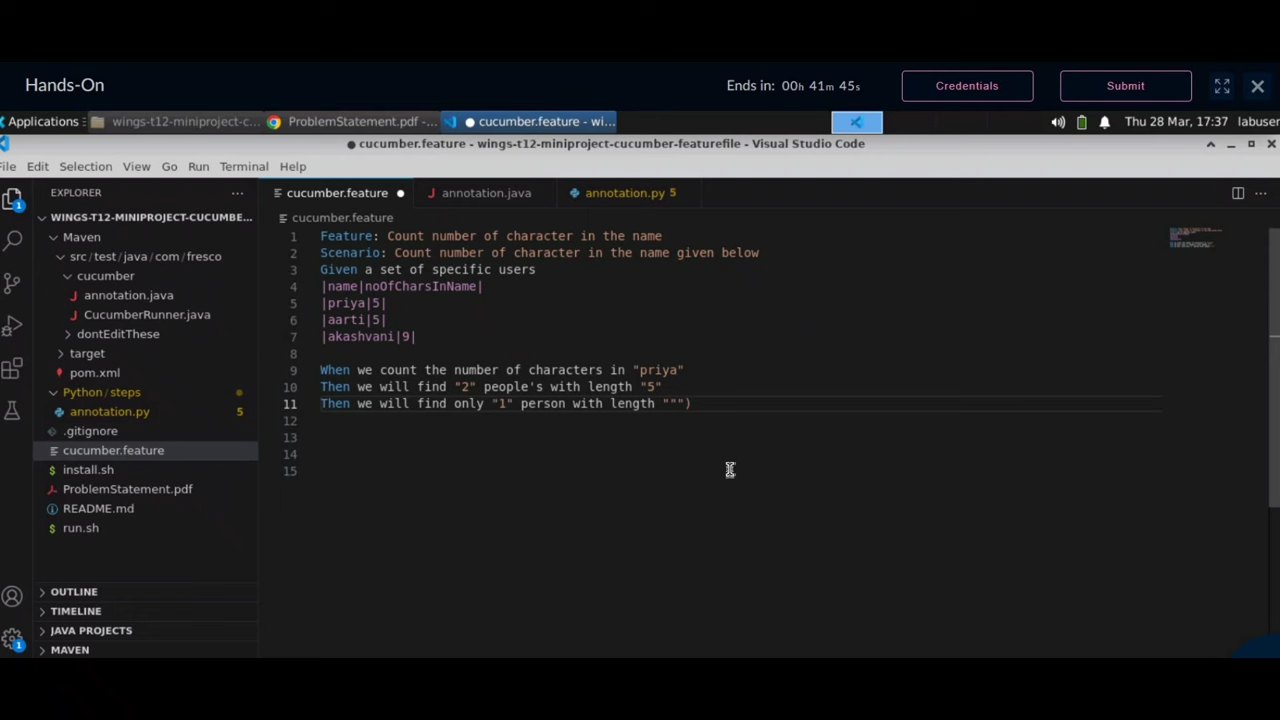 Hands-On
Ends in: 00h 41m 45s
Credentials
Submit
Applications
wings-t12-miniproject-c...
ProblemStatement.pdf -...
cucumber.feature - wi...
Thu 28 Mar, 17:37
labuser
cucumber.feature - wings-t12-miniproject-cucumber-featurefile - Visual Studio Code
File Edit Selection View Go Run Terminal Help
EXPLORER
cucumber.feature
annotation.java
annotation.py 5
WINGS-T12-MINIPROJECT-CUCUMBE...
Maven
src/test/java/com/fresco
cucumber
annotation.java
CucumberRunner.java
dontEditThese
target
pom.xml
Python/steps
annotation.py 5
.gitignore
cucumber.feature
install.sh
ProblemStatement.pdf
README.md
run.sh
OUTLINE
TIMELINE
JAVA PROJECTS
MAVEN
1
1
cucumber.feature
1 Feature: Count number of character in the name
2 Scenario: Count number of character in the name given below
3 Given a set of specific users
4 |name|noOfCharsInName|
5 |priya|5|
6 |aarti|5|
7 |akashvani|9|
8
9 When we count the number of characters in "priya"
10 Then we will find "2" people's with length "5"
11 Then we will find only "1" person with length """)
12
13
14
15